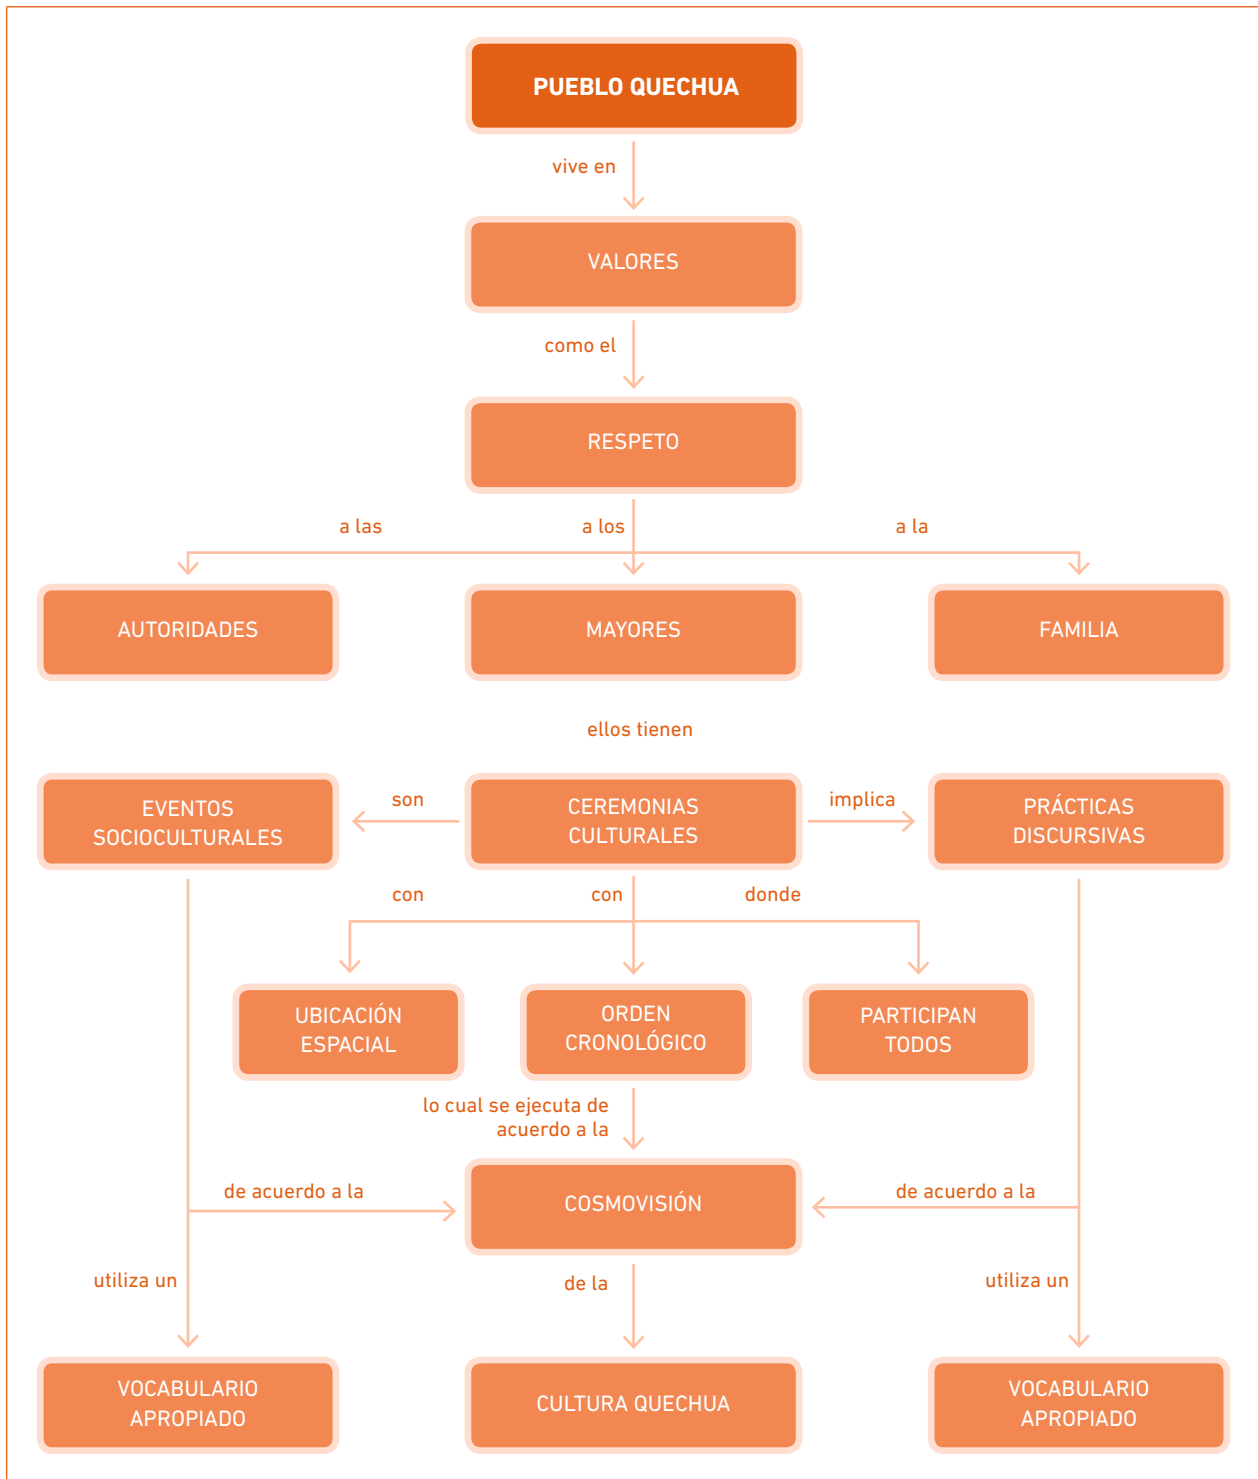 PUEBLO QUECHUA
vive en
VALORES
como el
RESPETO
a las
a los
a la
AUTORIDADES
MAYORES
FAMILIA
ellos tienen
EVENTOS
SOCIOCULTURALES
son
CEREMONIAS
CULTURALES
implica
PRÁCTICAS
DISCURSIVAS
con
con
donde
UBICACIÓN
ESPACIAL
ORDEN
CRONOLÓGICO
PARTICIPAN
TODOS
lo cual se ejecuta de
acuerdo a la
de acuerdo a la
COSMOVISIÓN
de acuerdo a la
utiliza un
de la
utiliza un
VOCABULARIO
APROPIADO
CULTURA QUECHUA
VOCABULARIO
APROPIADO